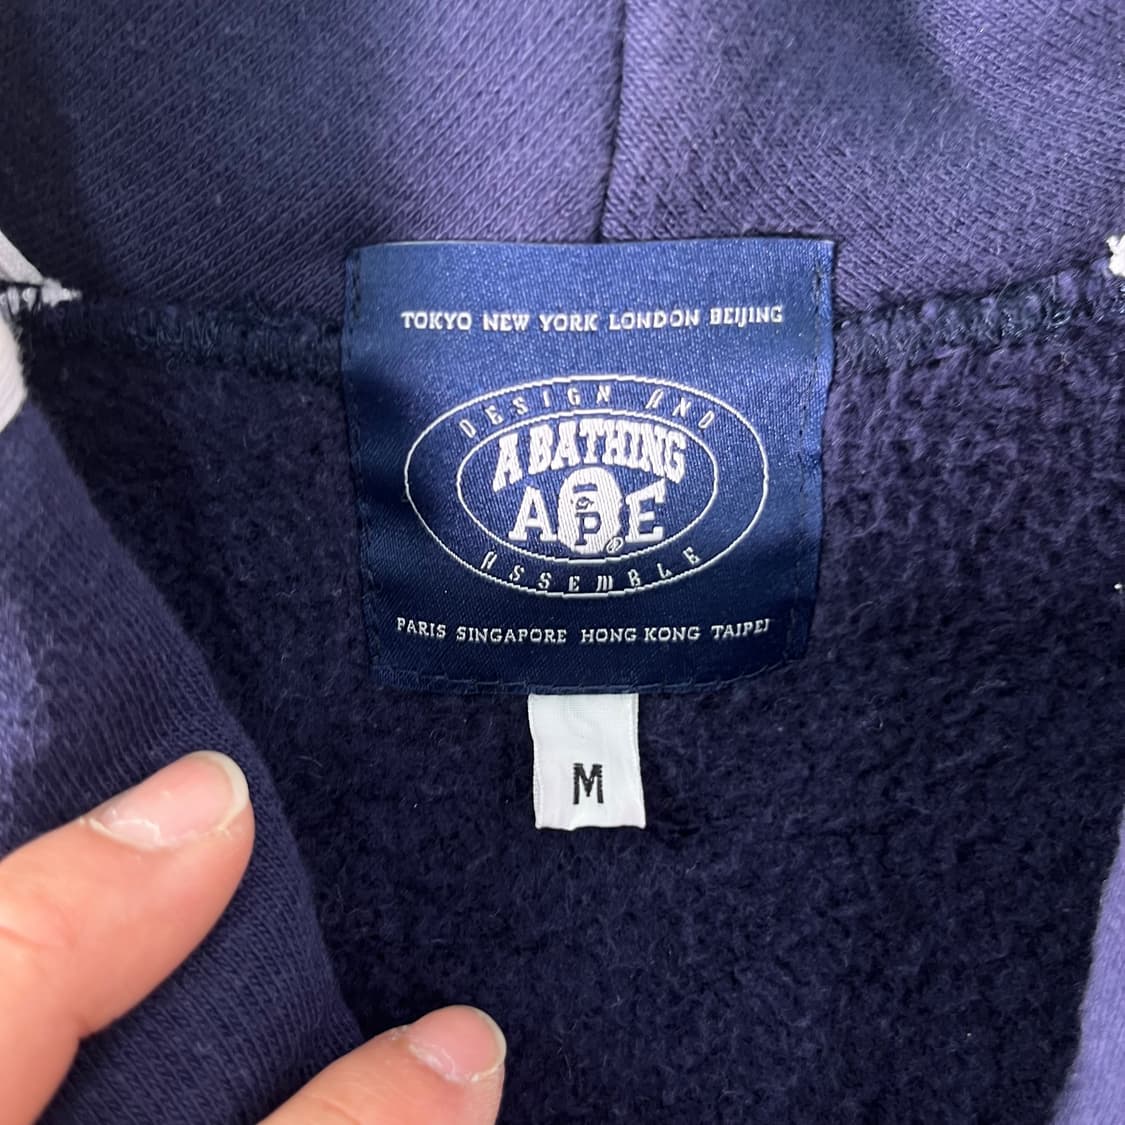 TOKYO NEW YORK LONDON BEIJING
DESIGN AND
A BATHING
APE
ASSEMBLE
PARIS SINGAPORE HONG KONG TAIPEI
M